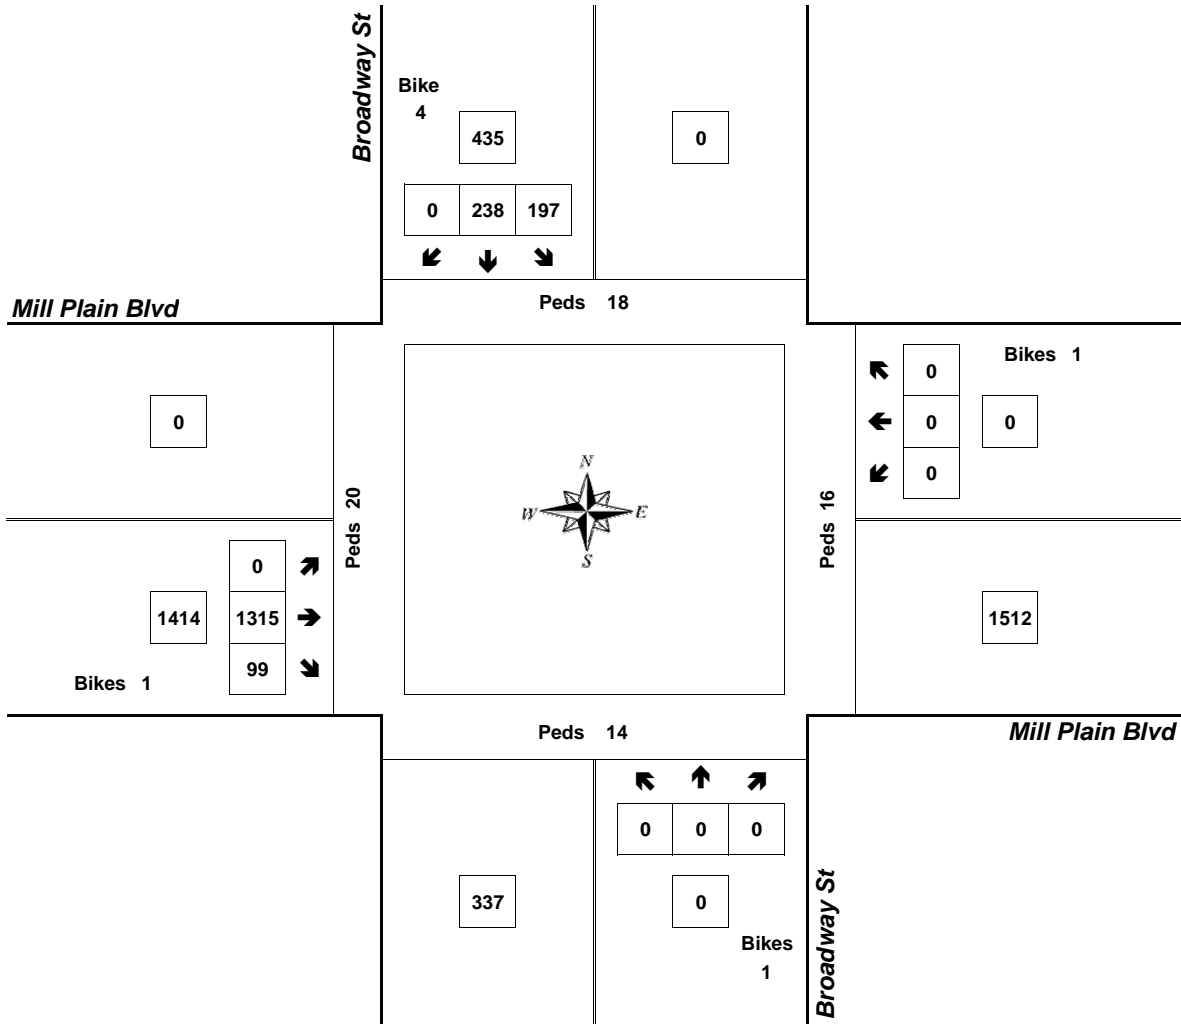 Broadway St
Bike
4
435
0
0 238 197
Mill Plain Blvd
Peds 18
Bikes 1
0
0
0
0
0
N
W E
S
Peds 20
Peds 16
0
1414 1315
99
Bikes 1
1512
Peds 14
Mill Plain Blvd
0 0 0
337
0
Bikes
1
Broadway St